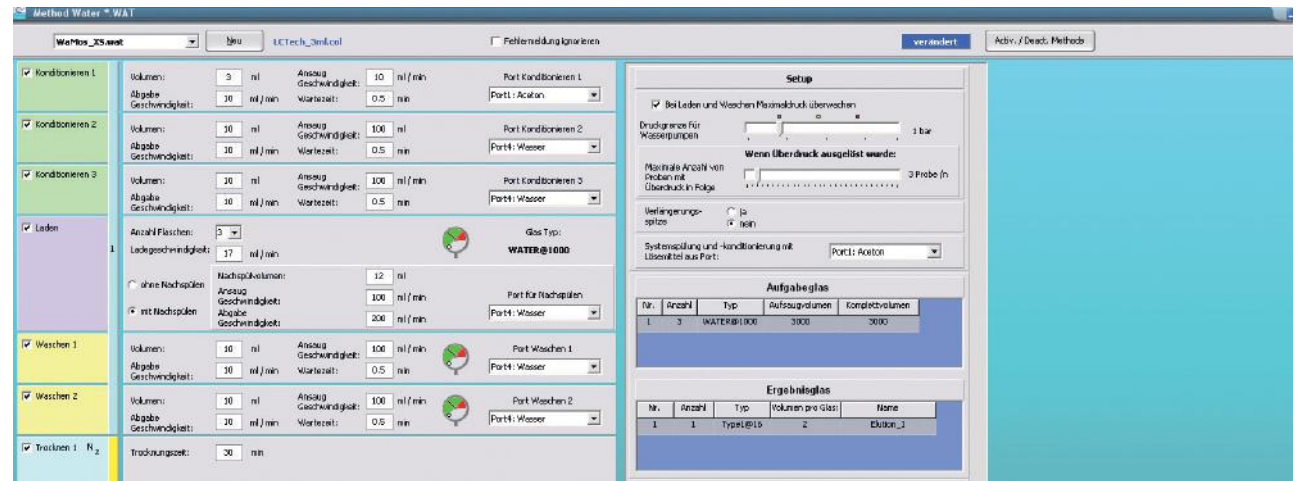 Method Water *.WAT
WaMos_XS.wat Neu LCTech_3ml.col Fehlermeldung ignorieren verändert Activ. / Deact. Methods
Konditionieren 1
Volumen: 3 ml Ansaug Geschwindigkeit: 10 ml / min Port Konditionieren 1
Abgabe Geschwindigkeit: 10 ml / min Wartezeit: 0.5 min Port1: Aceton
Konditionieren 2
Volumen: 10 ml Ansaug Geschwindigkeit: 100 ml / min Port Konditionieren 2
Abgabe Geschwindigkeit: 10 ml / min Wartezeit: 0.5 min Port4: Wasser
Konditionieren 3
Volumen: 10 ml Ansaug Geschwindigkeit: 100 ml / min Port Konditionieren 3
Abgabe Geschwindigkeit: 10 ml / min Wartezeit: 0.5 min Port4: Wasser
Laden 1
Anzahl Flaschen: 3 Glas Typ:
Ladegeschwindigkeit: 17 ml / min WATER@1000
ohne Nachspülen
mit Nachspülen
Nachspülvolumen: 12 ml
Ansaug Geschwindigkeit: 100 ml / min Port für Nachspülen
Abgabe Geschwindigkeit: 200 ml / min Port4: Wasser
Waschen 1
Volumen: 10 ml Ansaug Geschwindigkeit: 100 ml / min Port Waschen 1
Abgabe Geschwindigkeit: 10 ml / min Wartezeit: 0.5 min Port4: Wasser
Waschen 2
Volumen: 10 ml Ansaug Geschwindigkeit: 100 ml / min Port Waschen 2
Abgabe Geschwindigkeit: 10 ml / min Wartezeit: 0.5 min Port4: Wasser
Trocknen 1 N2
Trocknungszeit: 30 min
Setup
Bei Laden und Waschen Maximaldruck überwachen
Druckgrenze für Wasserpumpen 1 bar
Wenn Überdruck ausgelöst wurde:
Maximale Anzahl von Proben mit Überdruck in Folge 3 Probe /n
Verlängerungs- spitze ja
nein
Systemspülung und -konditionierung mit Lösemittel aus Port: Port1: Aceton
Aufgabeglas
Nr. Anzahl Typ Aufsaugvolumen Komplettvolumen
1 3 WATER@1000 3000 3000
Ergebnisglas
Nr. Anzahl Typ Volumen pro Glas: Name
1 1 Type1@16 2 Elution_1